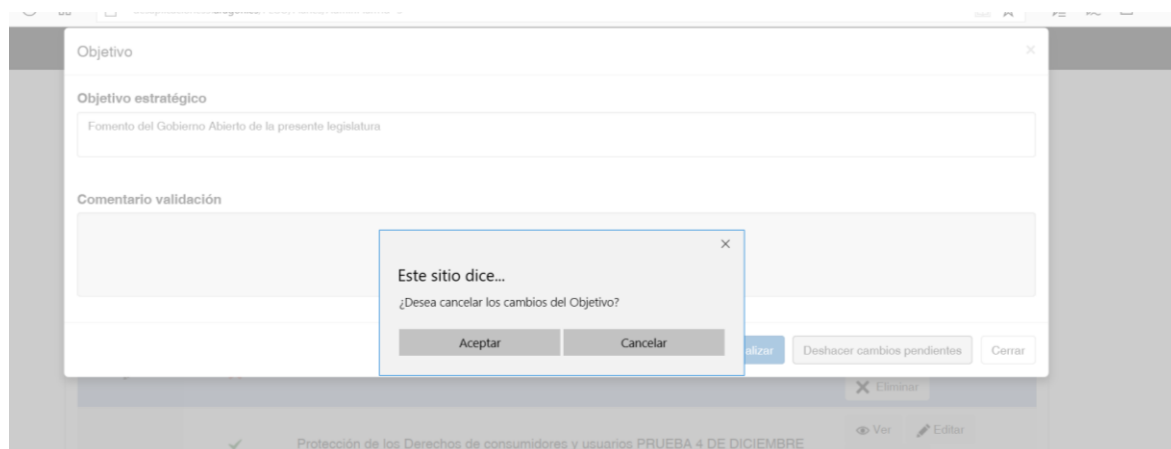 Objetivo
×
Objetivo estratégico
Fomento del Gobierno Abierto de la presente legislatura
Comentario validación
×
Este sitio dice...
¿Desea cancelar los cambios del Objetivo?
Aceptar Cancelar
alizar Deshacer cambios pendientes Cerrar
Eliminar
Ver Editar
Protección de los Derechos de consumidores y usuarios PRUEBA 4 DE DICIEMBRE